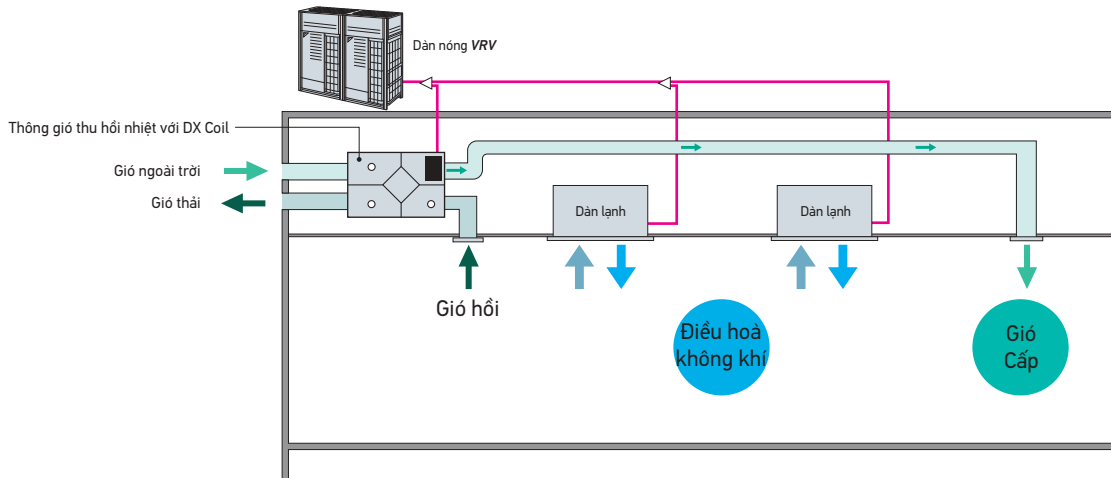 Dàn nóng VRV
Thông gió thu hồi nhiệt với DX Coil
Gió ngoài trời
Gió thải
Dàn lạnh
Dàn lạnh
Gió hồi
Điều hoà
không khí
Gió
Cấp